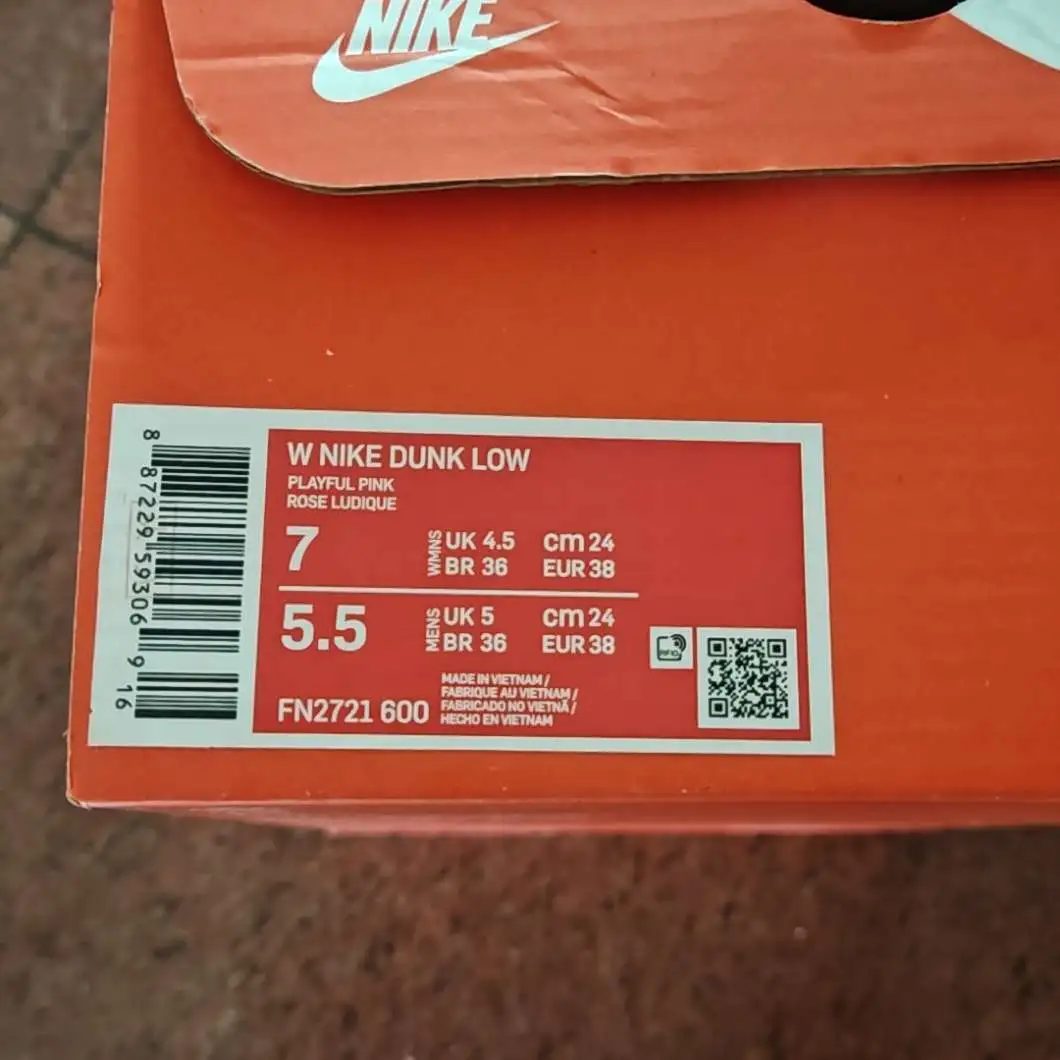 NIKE
W NIKE DUNK LOW
PLAYFUL PINK
ROSE LUDIQUE
7
WMNS
UK 4.5 cm 24
BR 36 EUR 38
5.5
MENS
UK 5 cm 24
BR 36 EUR 38
FN2721 600
MADE IN VIETNAM /
FABRIQUE AU VIETNAM /
FABRICADO NO VIETNÃ /
HECHO EN VIETNAM
RFID
8 87229 59306 9 16